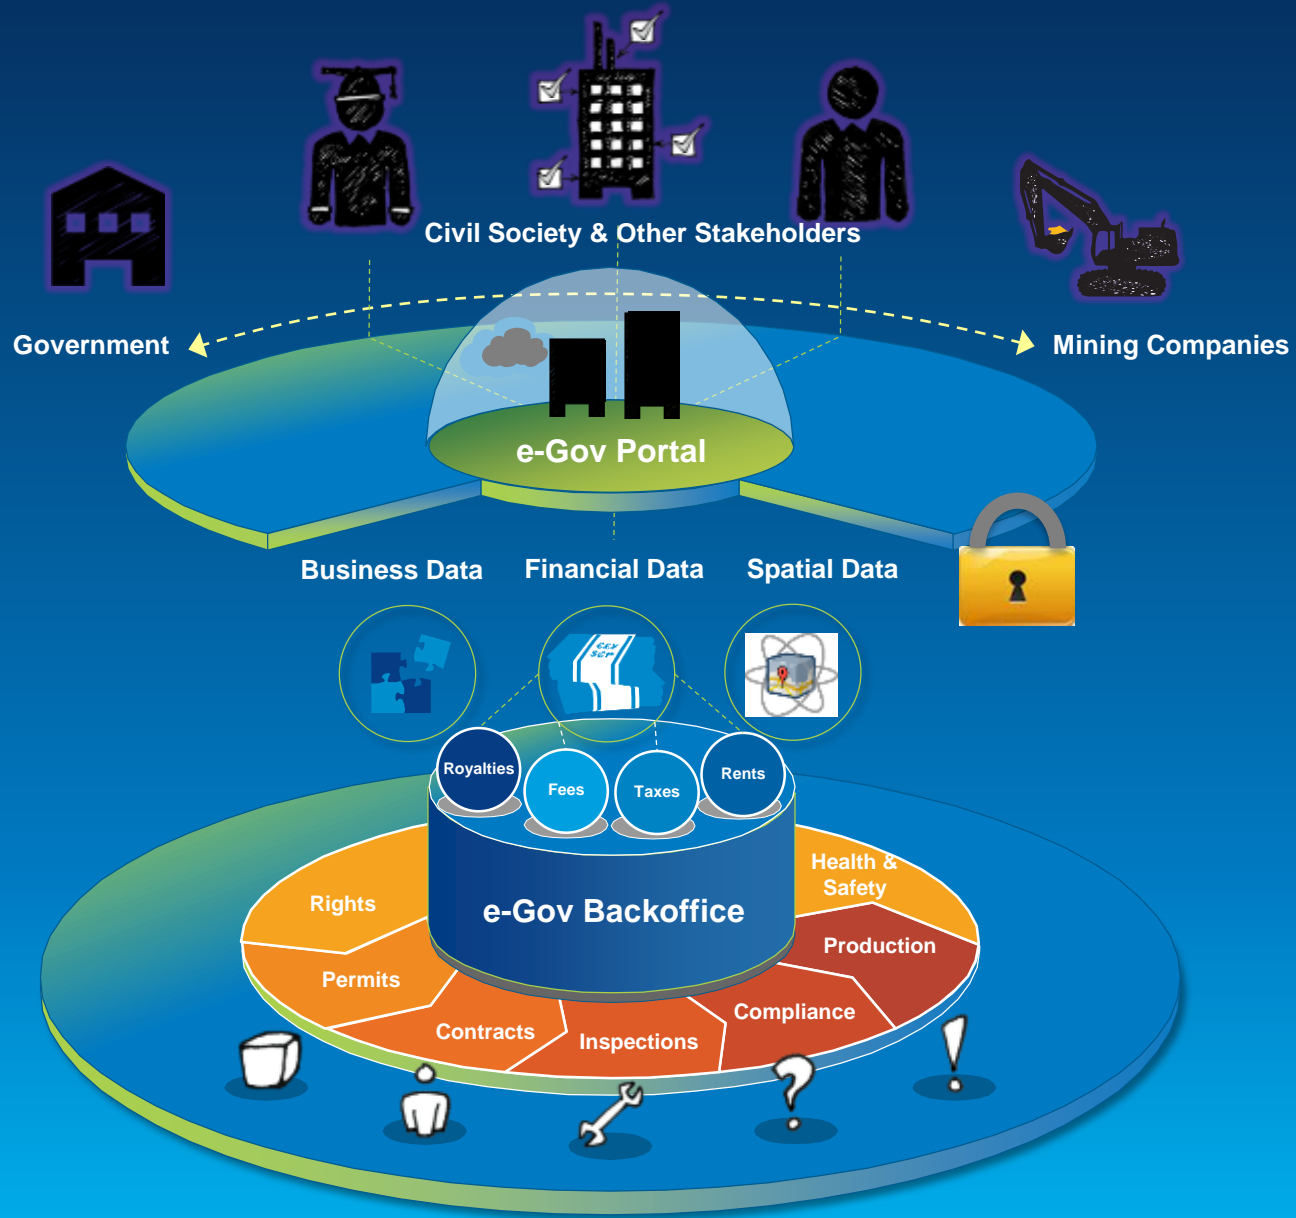 Civil Society & Other Stakeholders
Government
Mining Companies
e-Gov Portal
Business Data
Financial Data
Spatial Data
Royalties
Fees
Taxes
Rents
e-Gov Backoffice
Rights
Permits
Contracts
Inspections
Compliance
Production
Health &
Safety